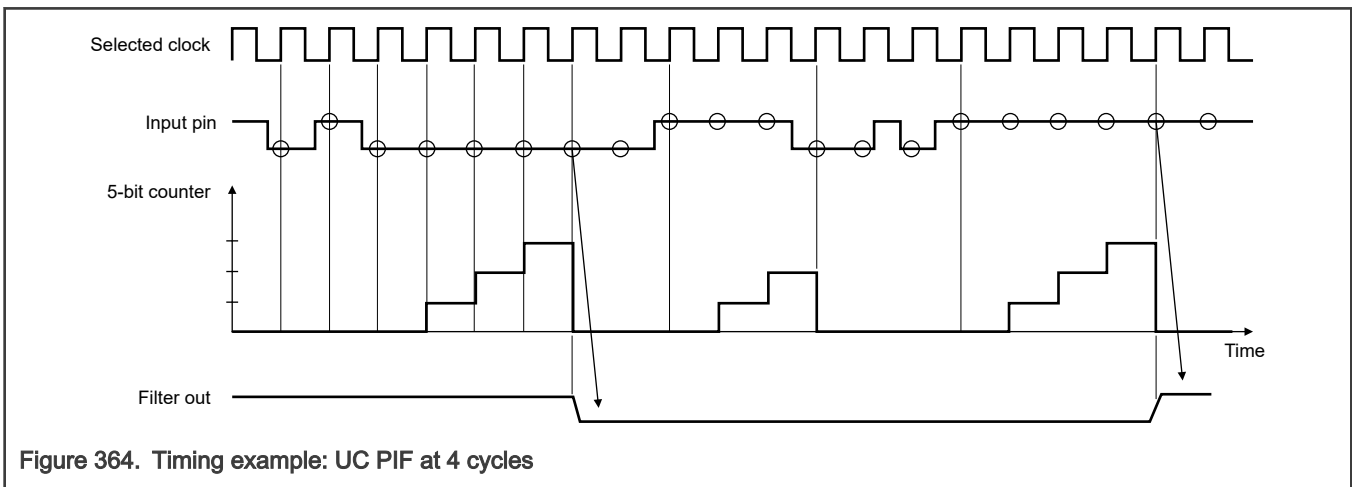 Selected clock
Input pin
5-bit counter
Time
Filter out
Figure 364. Timing example: UC PIF at 4 cycles